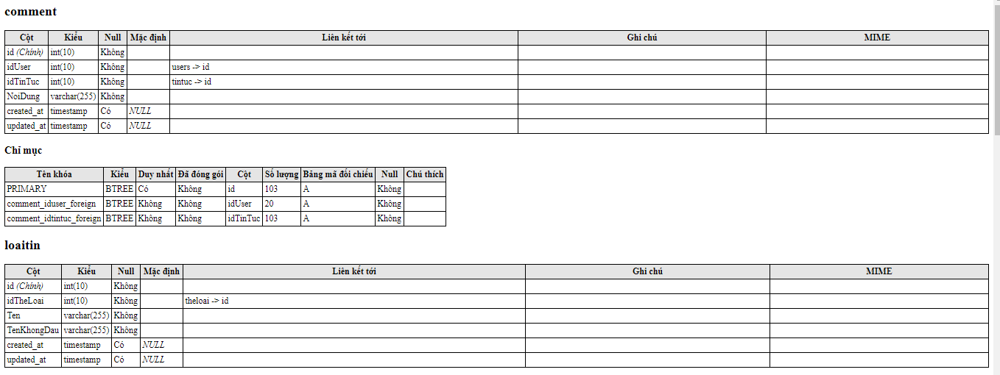 comment
Cột Kiểu Null Mặc định Liên kết tới Ghi chú MIME
id (Chính) int(10) Không
idUser int(10) Không users -> id
idTinTuc int(10) Không tintuc -> id
NoiDung varchar(255) Không
created_at timestamp Có NULL
updated_at timestamp Có NULL
Chỉ mục
Tên khóa Kiểu Duy nhất Đã đóng gói Cột Số lượng Bảng mã đối chiếu Null Chú thích
PRIMARY BTREE Có Không id 103 A Không
comment_iduser_foreign BTREE Không Không idUser 20 A Không
comment_idtintuc_foreign BTREE Không Không idTinTuc 103 A Không
loaitin
Cột Kiểu Null Mặc định Liên kết tới Ghi chú MIME
id (Chính) int(10) Không
idTheLoai int(10) Không theloai -> id
Ten varchar(255) Không
TenKhongDau varchar(255) Không
created_at timestamp Có NULL
updated_at timestamp Có NULL